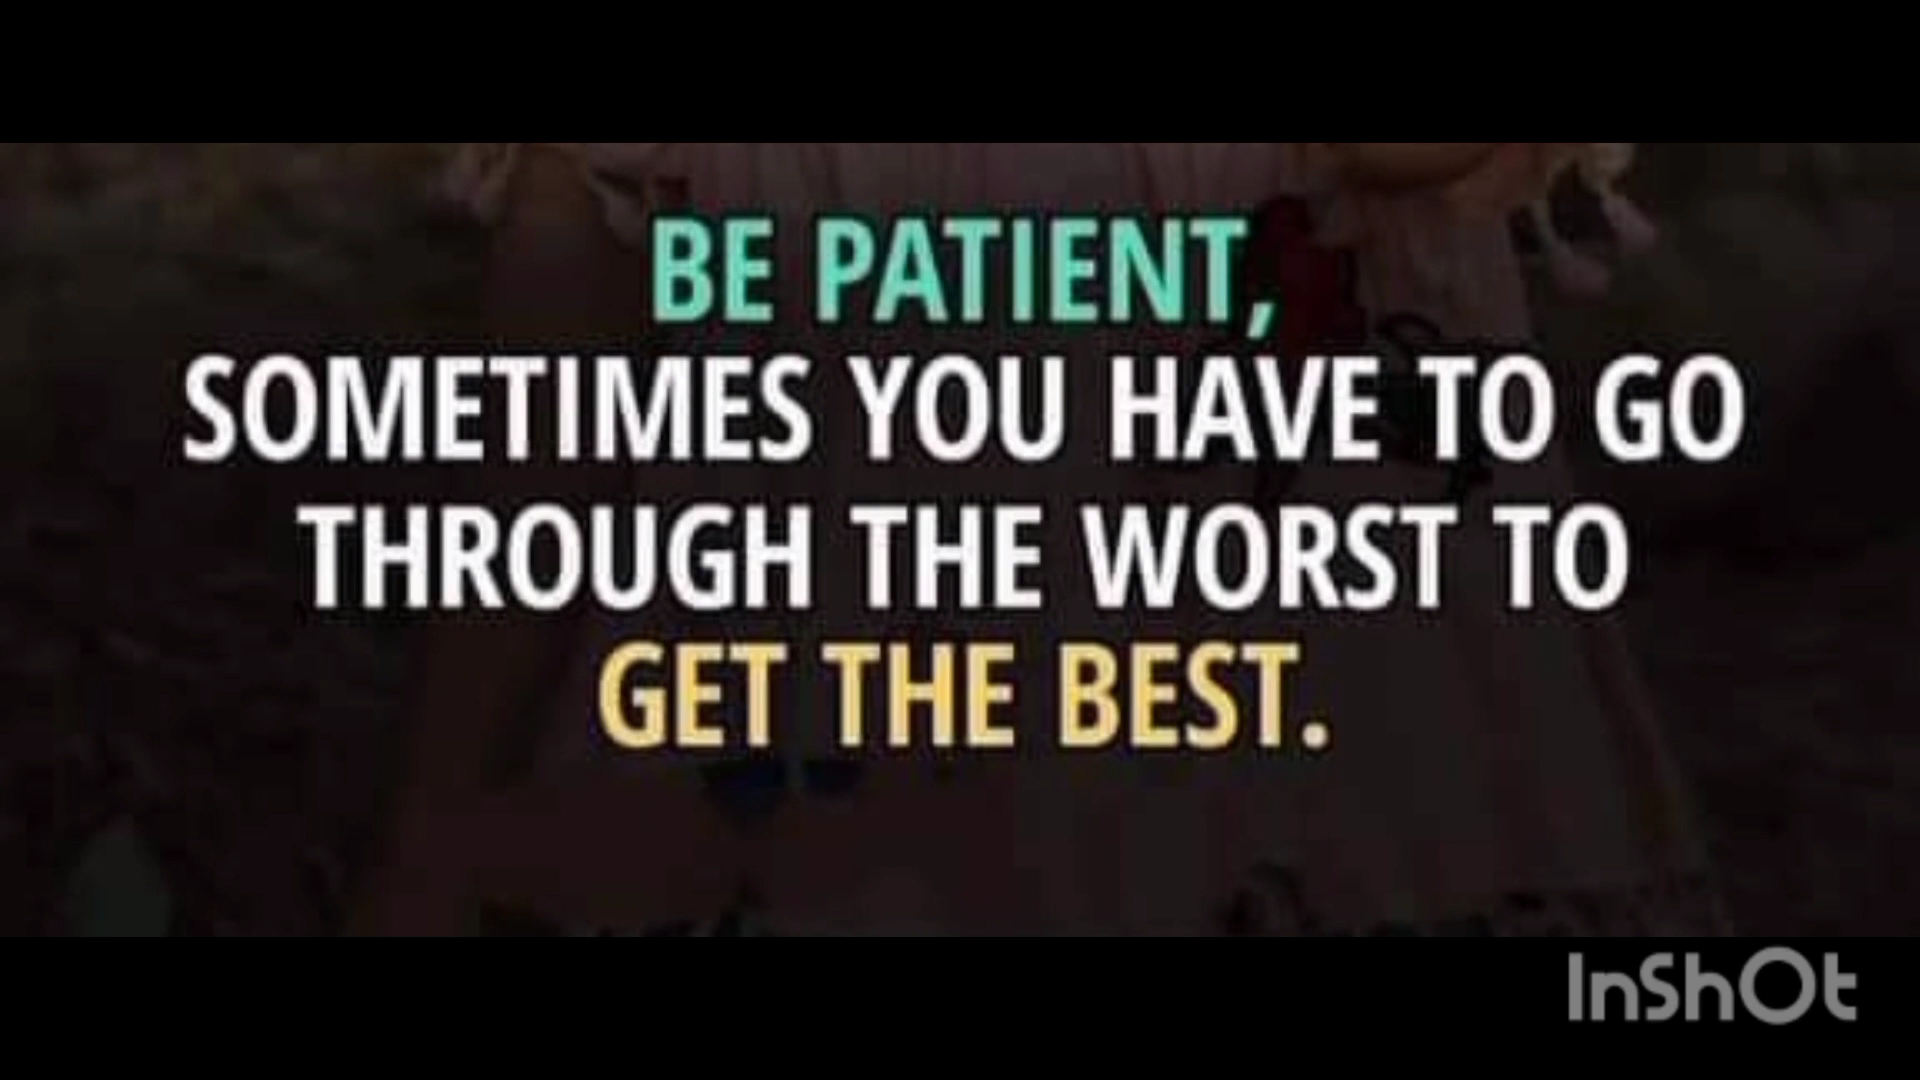 BE PATIENT,
SOMETIMES YOU HAVE TO GO
THROUGH THE WORST TO
GET THE BEST.
InShOt